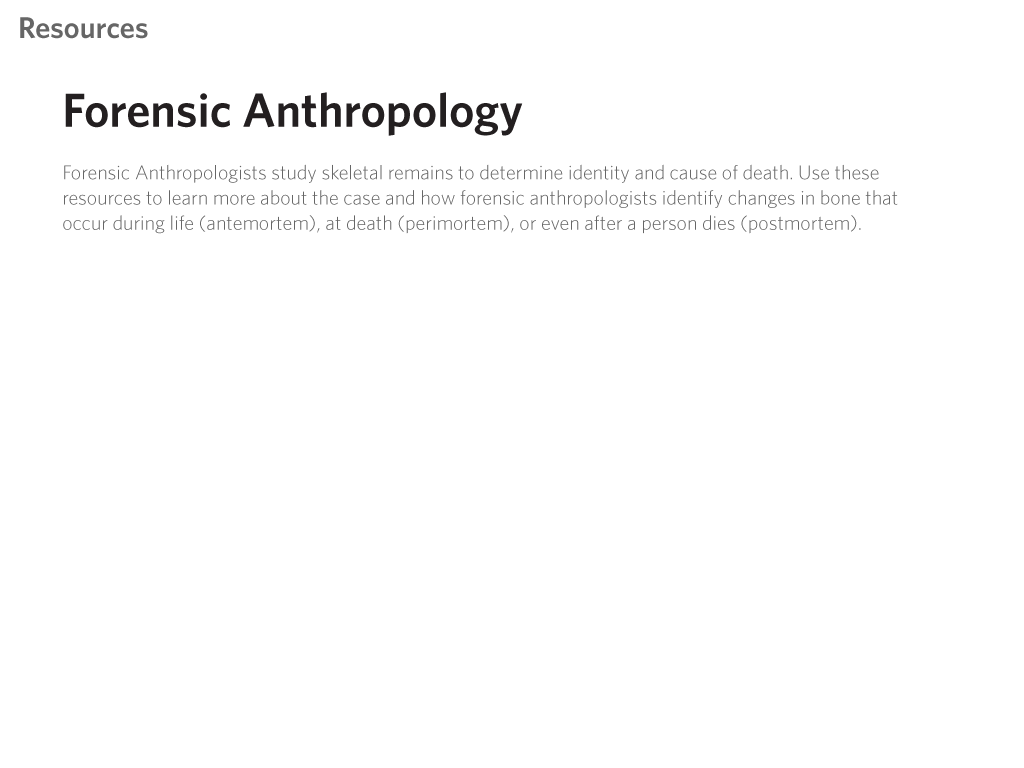 Resources
Forensic Anthropology
Forensic Anthropologists study skeletal remains to determine identity and cause of death. Use these
resources to learn more about the case and how forensic anthropologists identify changes in bone that
occur during life (antemortem), at death (perimortem), or even after a person dies (postmortem).